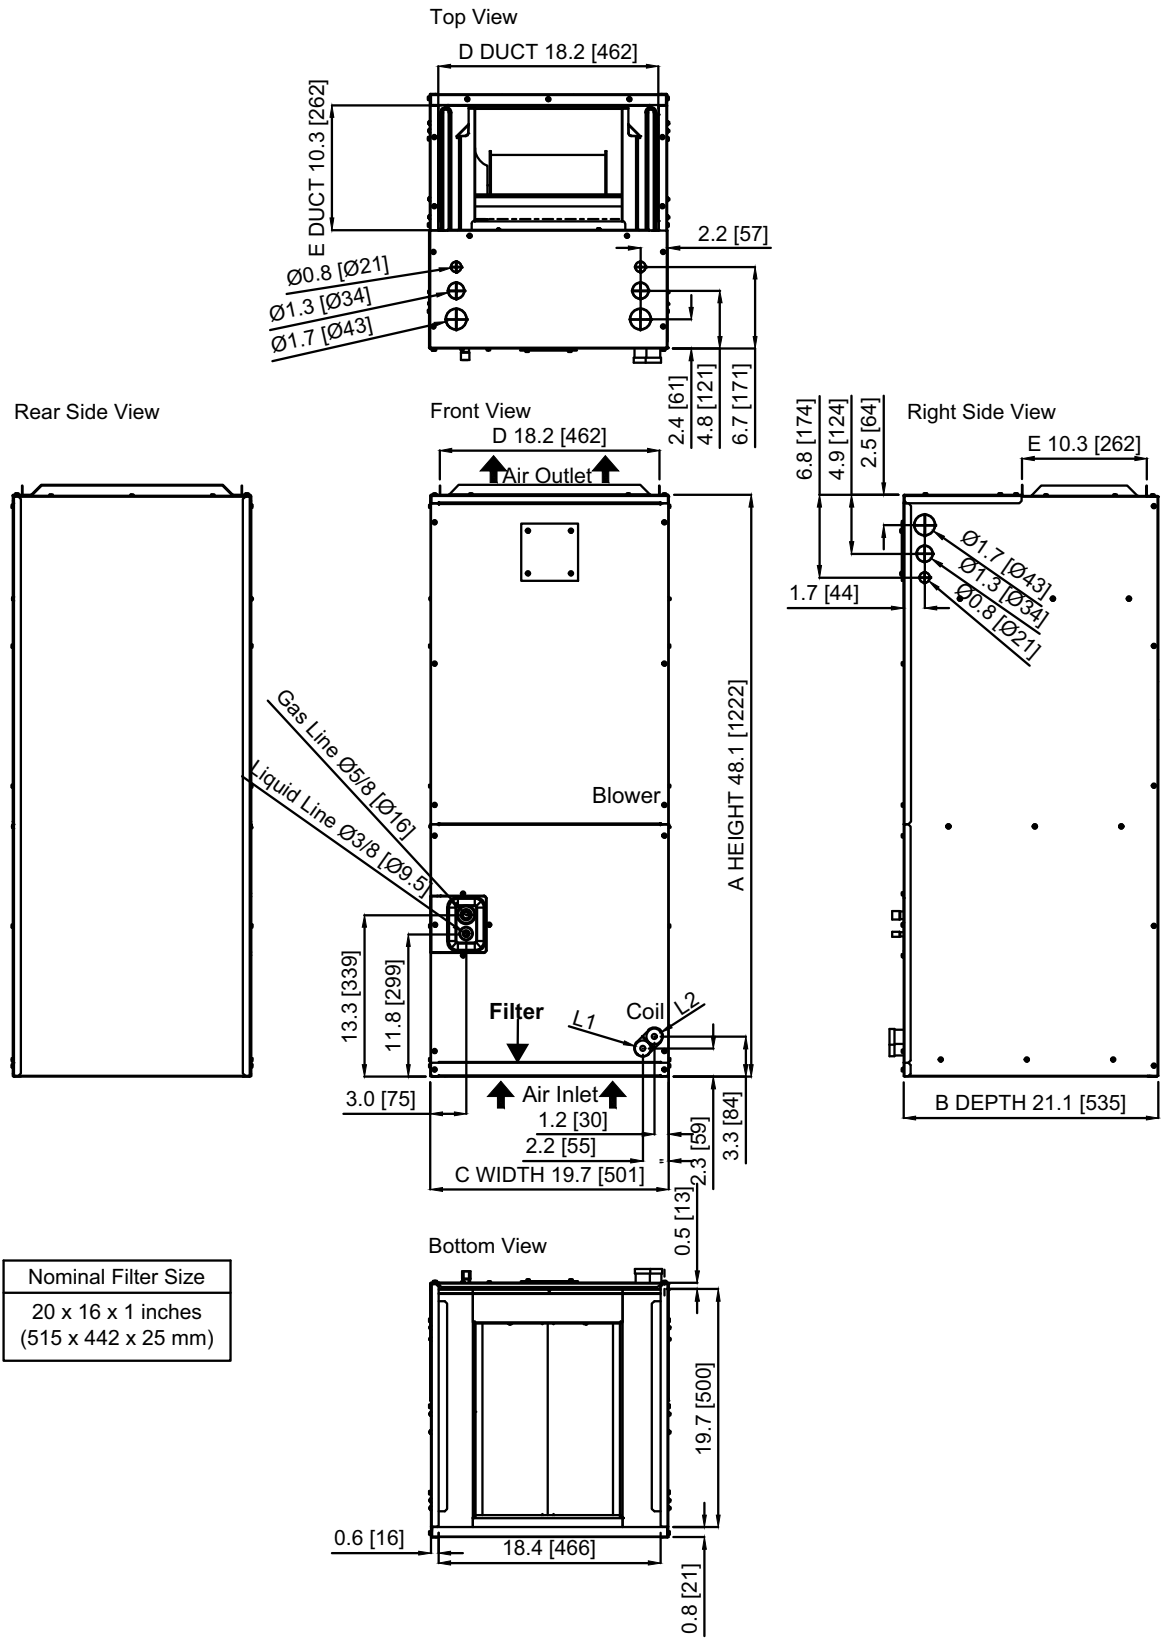 Top View
D DUCT 18.2 [462]
E DUCT 10.3 [262]
2.2 [57]
Ø0.8 [Ø21]
Ø1.3 [Ø34]
Ø1.7 [Ø43]
2.4 [61]
4.8 [121]
6.7 [171]
Rear Side View
Front View
D 18.2 [462]
Air Outlet
Right Side View
6.8 [174]
4.9 [124]
2.5 [64]
E 10.3 [262]
1.7 [44]
Ø1.7 [Ø43]
Ø1.3 [Ø34]
Ø0.8 [Ø21]
Gas Line Ø5/8 [Ø16]
Liquid Line Ø3/8 [Ø9.5]
Blower
A HEIGHT 48.1 [1222]
13.3 [339]
11.8 [299]
Filter
Coil
L1
L2
3.0 [75]
Air Inlet
1.2 [30]
2.2 [55]
C WIDTH 19.7 [501]
2.3 [59]
3.3 [84]
B DEPTH 21.1 [535]
0.5 [13]
Bottom View
Nominal Filter Size
20 x 16 x 1 inches
(515 x 442 x 25 mm)
19.7 [500]
0.6 [16]
18.4 [466]
0.8 [21]